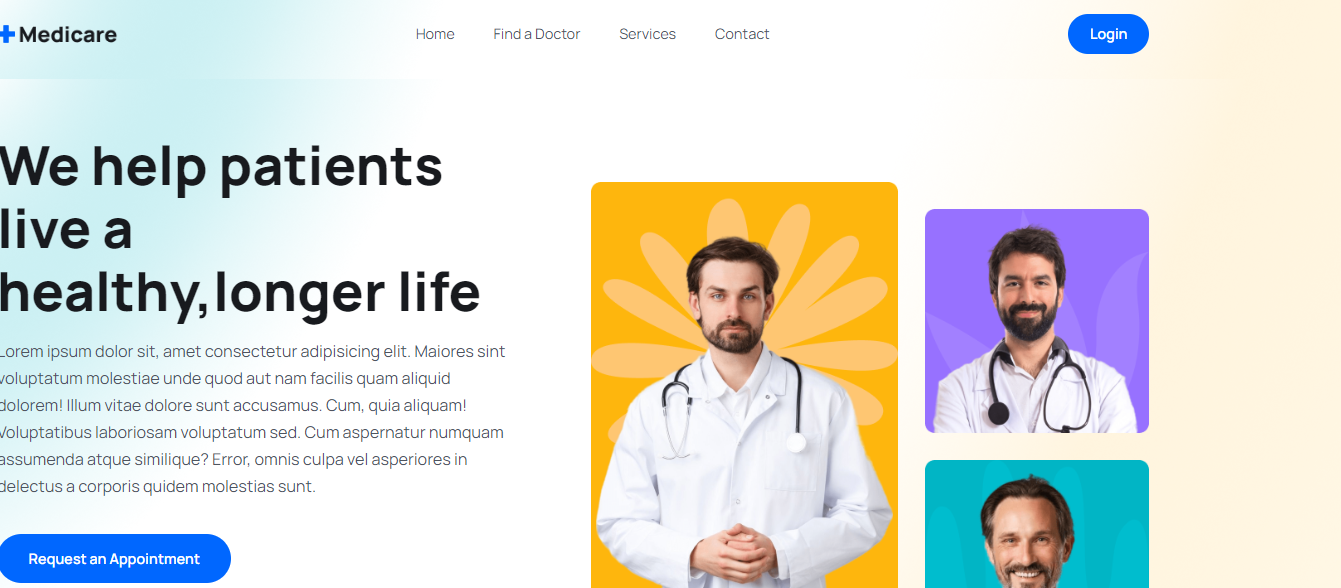 Medicare
Home Find a Doctor Services Contact
Login
We help patients
live a
healthy,longer life
Lorem ipsum dolor sit, amet consectetur adipisicing elit. Maiores sint
voluptatum molestiae unde quod aut nam facilis quam aliquid
dolorem! Illum vitae dolore sunt accusamus. Cum, quia aliquam!
Voluptatibus laboriosam voluptatum sed. Cum aspernatur numquam
assumenda atque similique? Error, omnis culpa vel asperiores in
delectus a corporis quidem molestias sunt.
Request an Appointment